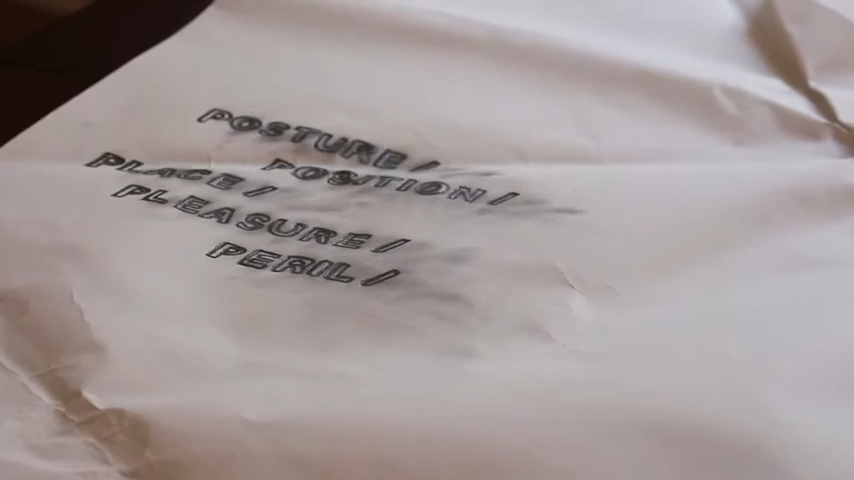 POSTURE/
POSITION/
PLACE/
PLEASURE/
PERIL/